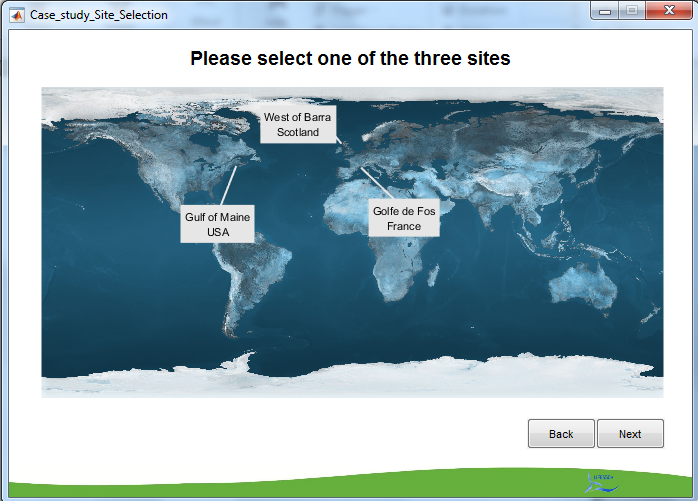 Case_study_Site_Selection
Please select one of the three sites
West of Barra
Scotland
Gulf of Maine
USA
Golfe de Fos
France
Back
Next